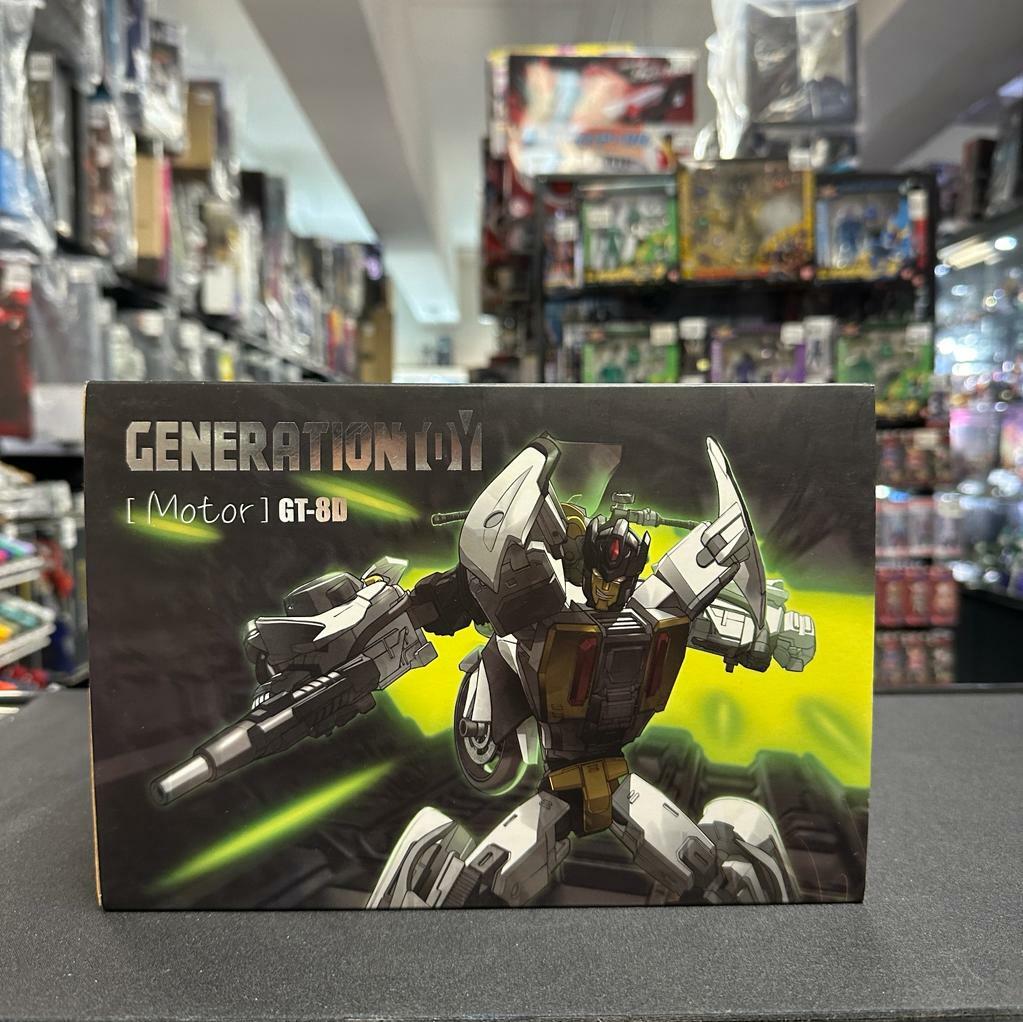 GENERATION TOY
[ Motor ] GT-8D